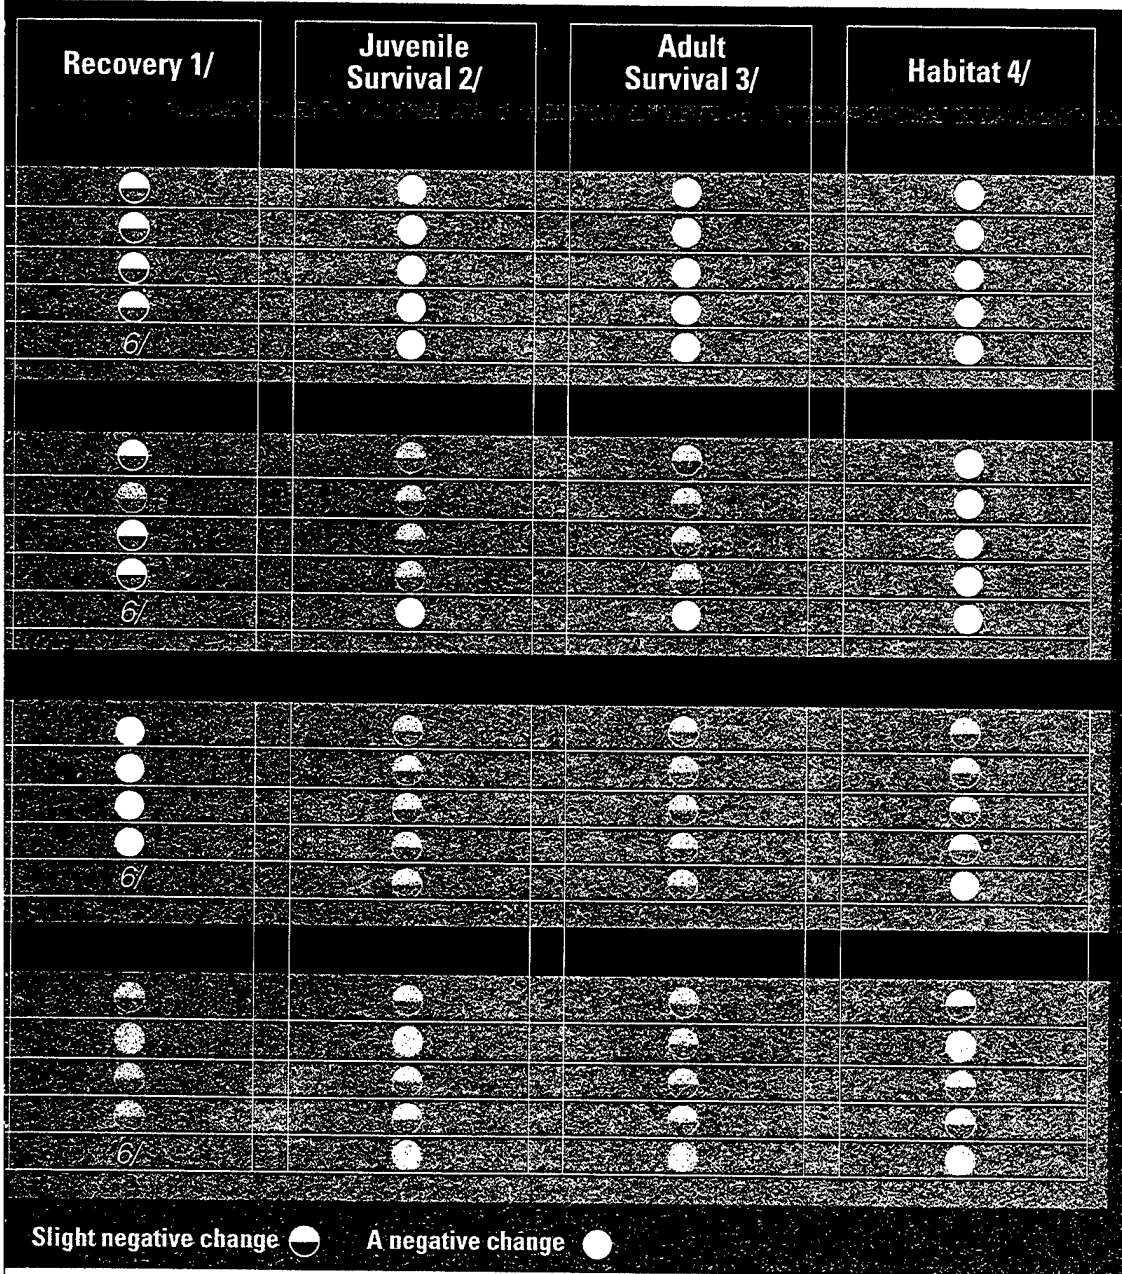 Recovery 1/
Juvenile
Survival 2/
Adult
Survival 3/
Habitat 4/
6/
6/
6/
6/
Slight negative change
A negative change